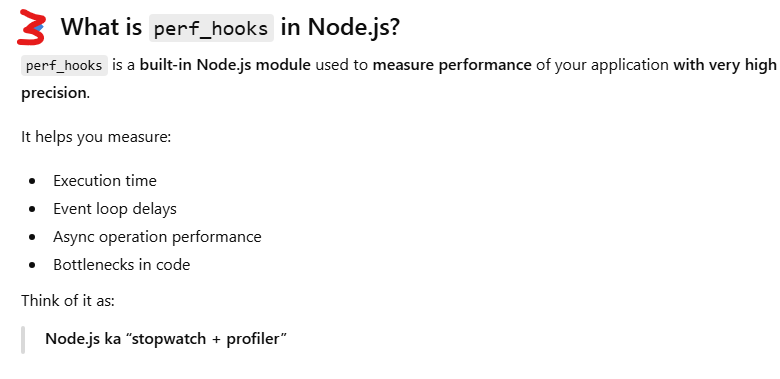 What is perf_hooks in Node.js?
perf_hooks is a built-in Node.js module used to measure performance of your application with very high
precision.
It helps you measure:
• Execution time
• Event loop delays
• Async operation performance
• Bottlenecks in code
Think of it as:
Node.js ka “stopwatch + profiler”